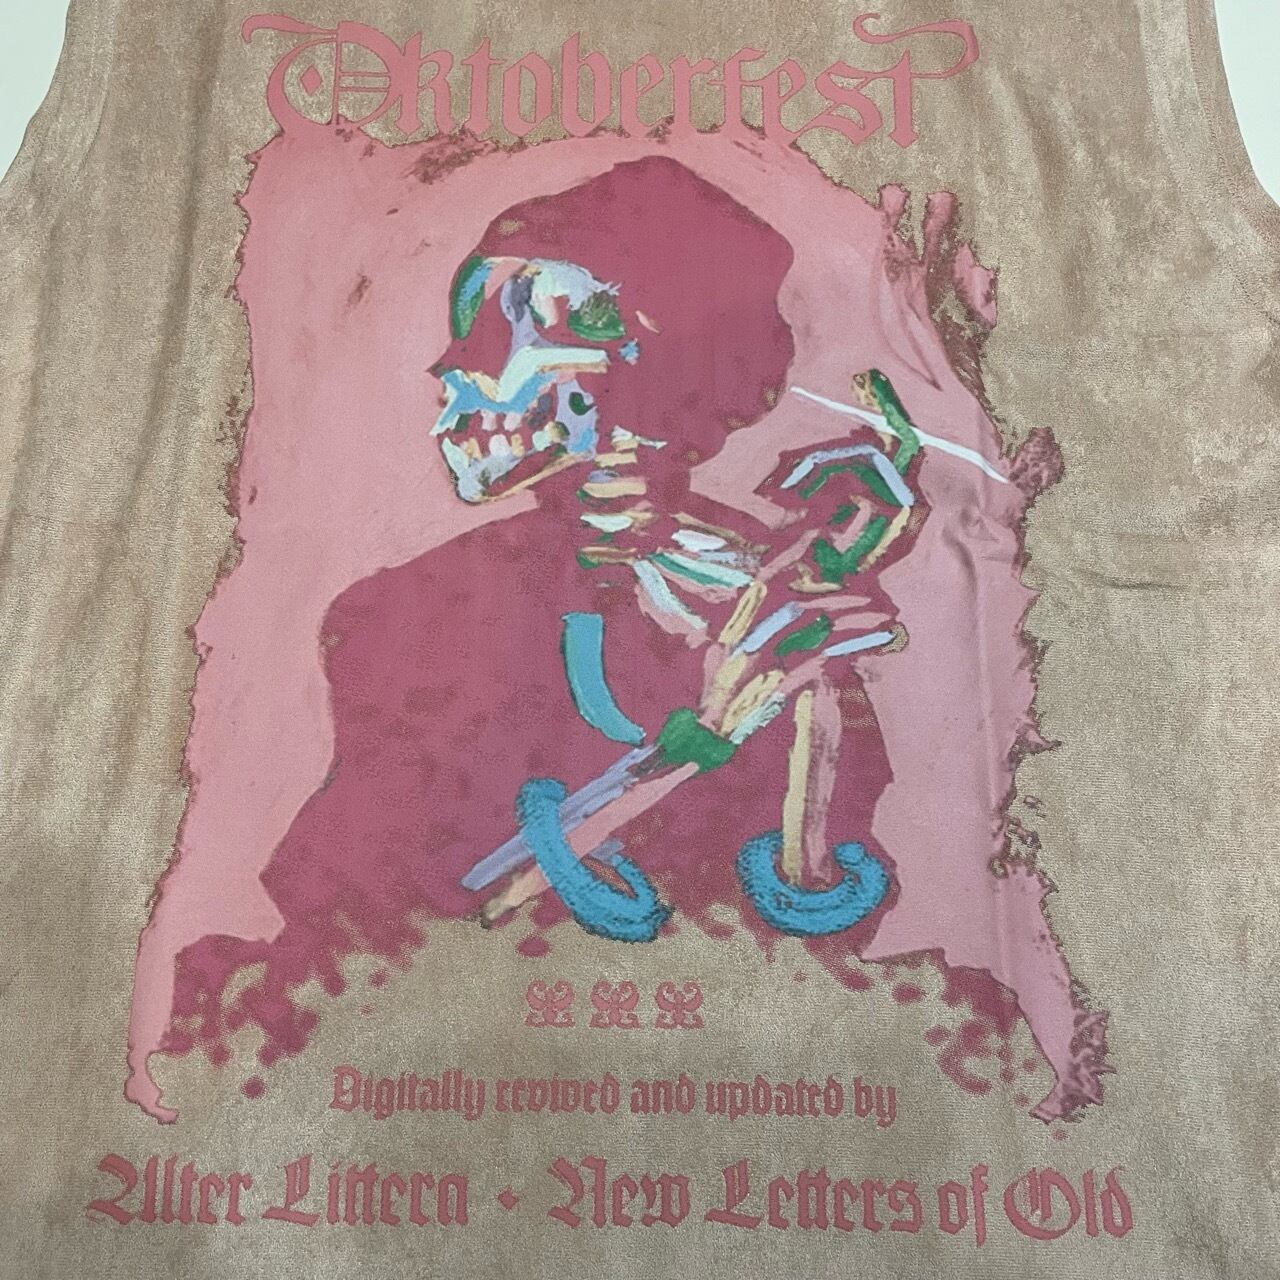 Oktoberfest
Digitally revived and updated by
Alter Littera · New Letters of Old